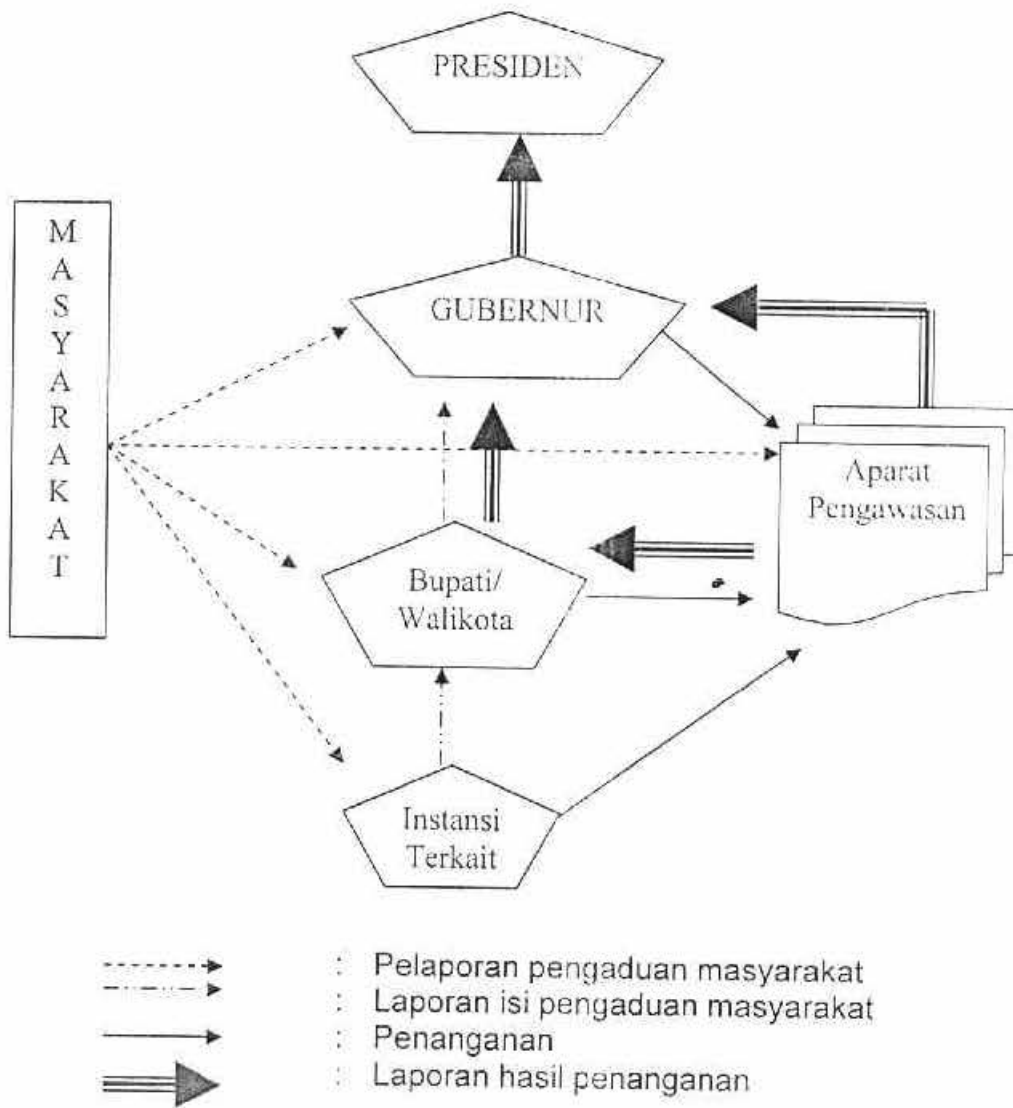 PRESIDEN
MASYARAKAT
GUBERNUR
Aparat
Pengawasan
Bupati/
Walikota
Instansi
Terkait
: Pelaporan pengaduan masyarakat
: Laporan isi pengaduan masyarakat
: Penanganan
: Laporan hasil penanganan